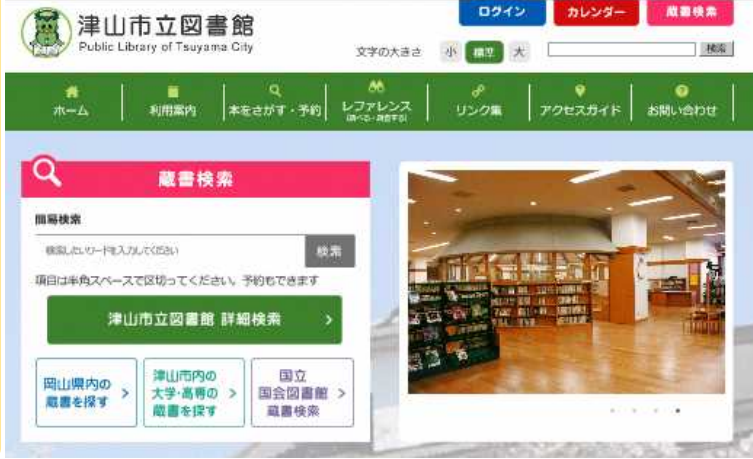 津山市立図書館
Public Library of Tsuyama City
ログイン
カレンダー
蔵書検索
文字の大きさ
小
標準
大
検索
ホーム
利用案内
本をさがす・予約
レファレンス
(調べる・調査する)
リンク集
アクセスガイド
お問い合わせ
蔵書検索
簡易検索
検索したいワードを入力してください
検索
項目は半角スペースで区切ってください。予約もできます
津山市立図書館 詳細検索
岡山県内の
蔵書を探す
津山市内の
大学・高専の
蔵書を探す
国立
国会図書館
蔵書検索